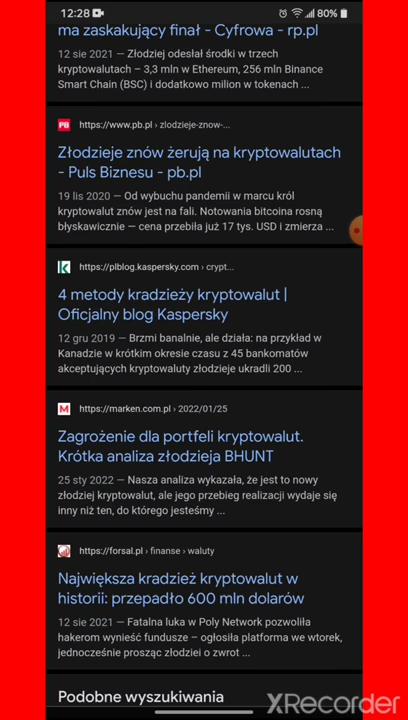 12:28
80%
ma zaskakujący finał - Cyfrowa - rp.pl
12 sie 2021 — Złodziej odesłał środki w trzech
kryptowalutach – 3,3 mln w Ethereum, 256 mln Binance
Smart Chain (BSC) i dodatkowo milion w tokenach ...
PB
https://www.pb.pl › zlodzieje-znow-...
Złodzieje znów żerują na kryptowalutach
- Puls Biznesu - pb.pl
19 lis 2020 — Od wybuchu pandemii w marcu król
kryptowalut znów jest na fali. Notowania bitcoina rosną
błyskawicznie — cena przebiła już 17 tys. USD i zmierza ...
https://plblog.kaspersky.com › crypt...
4 metody kradzieży kryptowalut |
Oficjalny blog Kaspersky
12 gru 2019 — Brzmi banalnie, ale działa: na przykład w
Kanadzie w krótkim okresie czasu z 45 bankomatów
akceptujących kryptowaluty złodzieje ukradli 200 ...
M
https://marken.com.pl › 2022/01/25
Zagrożenie dla portfeli kryptowalut.
Krótka analiza złodzieja BHUNT
25 sty 2022 — Nasza analiza wykazała, że jest to nowy
złodziej kryptowalut, ale jego przebieg realizacji wydaje się
inny niż ten, do którego jesteśmy ...
https://forsal.pl › finanse › waluty
Największa kradzież kryptowalut w
historii: przepadło 600 mln dolarów
12 sie 2021 — Fatalna luka w Poly Network pozwoliła
hakerom wynieść fundusze – ogłosiła platforma we wtorek,
jednocześnie prosząc złodziei o zwrot ...
Podobne wyszukiwania
XRecorder